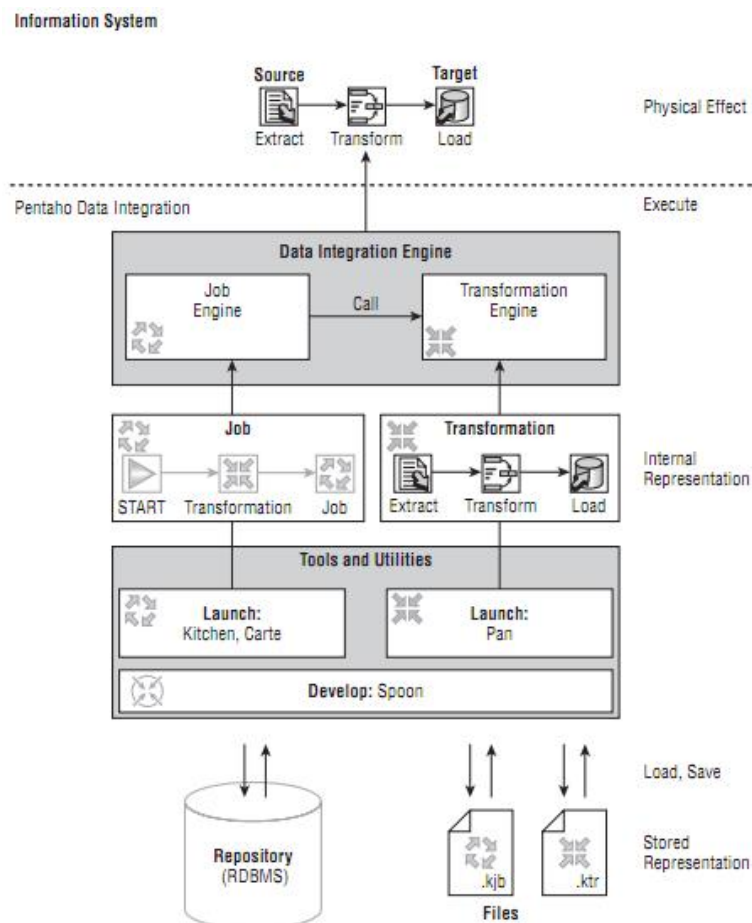 Information System
Source
Target
Extract
Transform
Load
Physical Effect
Pentaho Data Integration
Execute
Data Integration Engine
Job
Engine
Call
Transformation
Engine
Job
START
Transformation
Job
Transformation
Extract
Transform
Load
Internal
Representation
Tools and Utilities
Launch:
Kitchen, Carte
Launch:
Pan
Develop: Spoon
Load, Save
Repository
(RDBMS)
.kjb
.ktr
Files
Stored
Representation